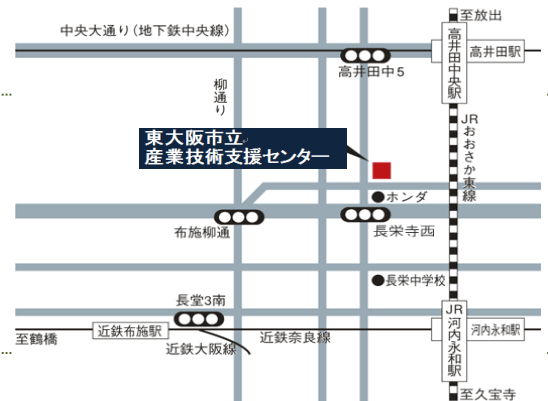 至放出
中央大通り(地下鉄中央線)
高井田中央駅
高井田駅
高井田中5
柳通り
JRおおさか東線
東大阪市立
産業技術支援センター
ホンダ
布施柳通
長栄寺西
長栄中学校
長堂3南
JR河内永和駅
近鉄布施駅
河内永和駅
至鶴橋
近鉄大阪線
近鉄奈良線
至久宝寺